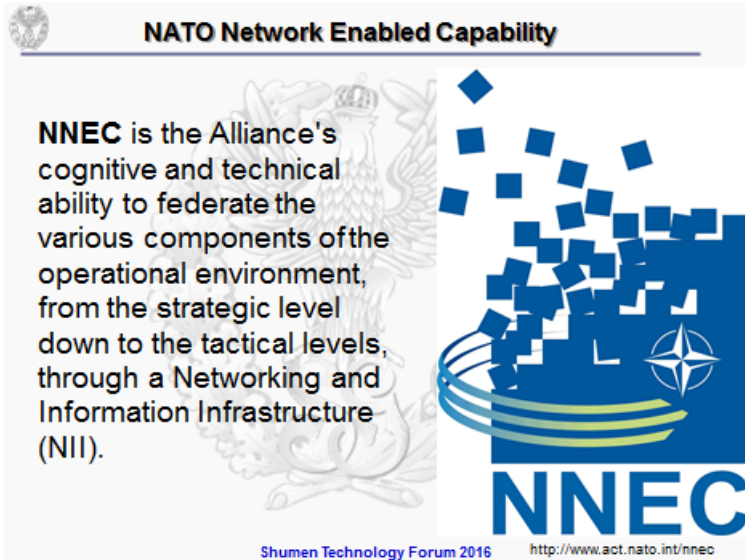 NATO Network Enabled Capability
NNEC is the Alliance's
cognitive and technical
ability to federate the
various components of the
operational environment,
from the strategic level
down to the tactical levels,
through a Networking and
Information Infrastructure
(NII).
NNEC
Shumen Technology Forum 2016
http://www.act.nato.int/nnec